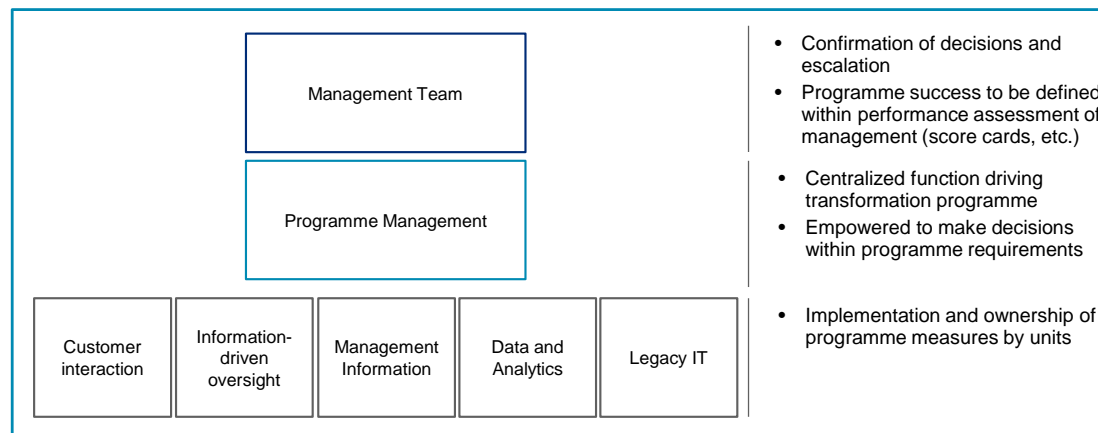 Management Team
• Confirmation of decisions and
escalation
• Programme success to be defined
within performance assessment of
management (score cards, etc.)
Programme Management
• Centralized function driving
transformation programme
• Empowered to make decisions
within programme requirements
Customer
interaction
Information-
driven
oversight
Management
Information
Data and
Analytics
Legacy IT
• Implementation and ownership of
programme measures by units